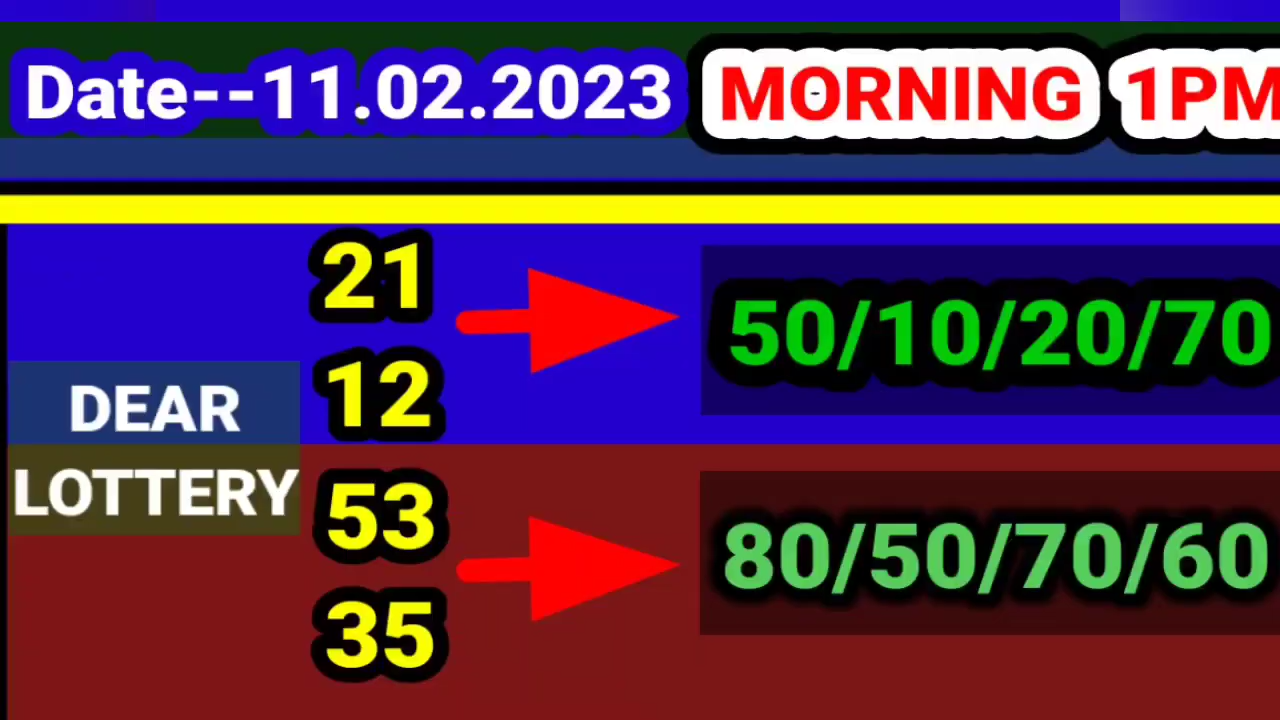 Date--11.02.2023 MORNING 1PM
21
12
50/10/20/70
DEAR
LOTTERY
53
35
80/50/70/60